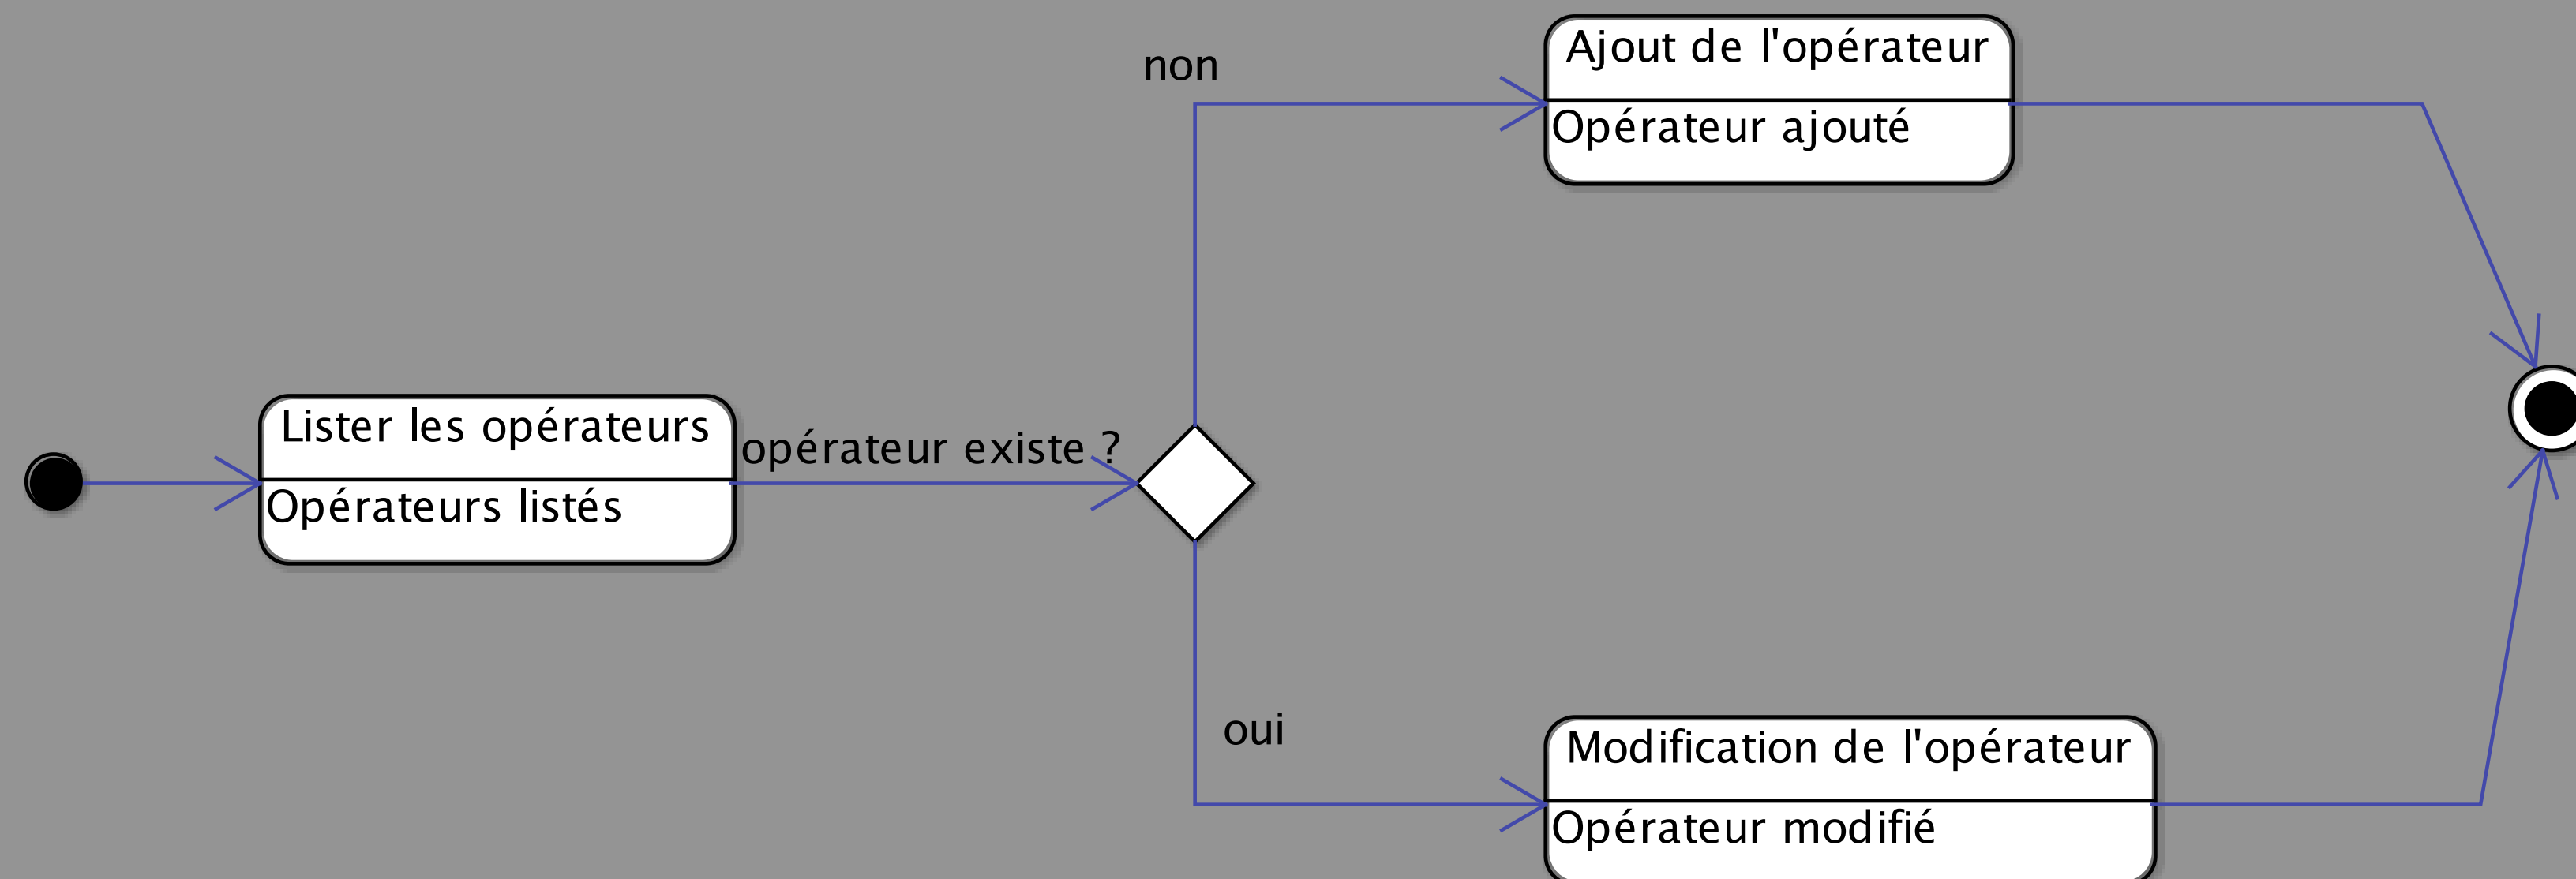 Ajout de l'opérateur
non
Opérateur ajouté
Lister les opérateurs
opérateur existe ?
Opérateurs listés
oui
Modification de l'opérateur
Opérateur modifié